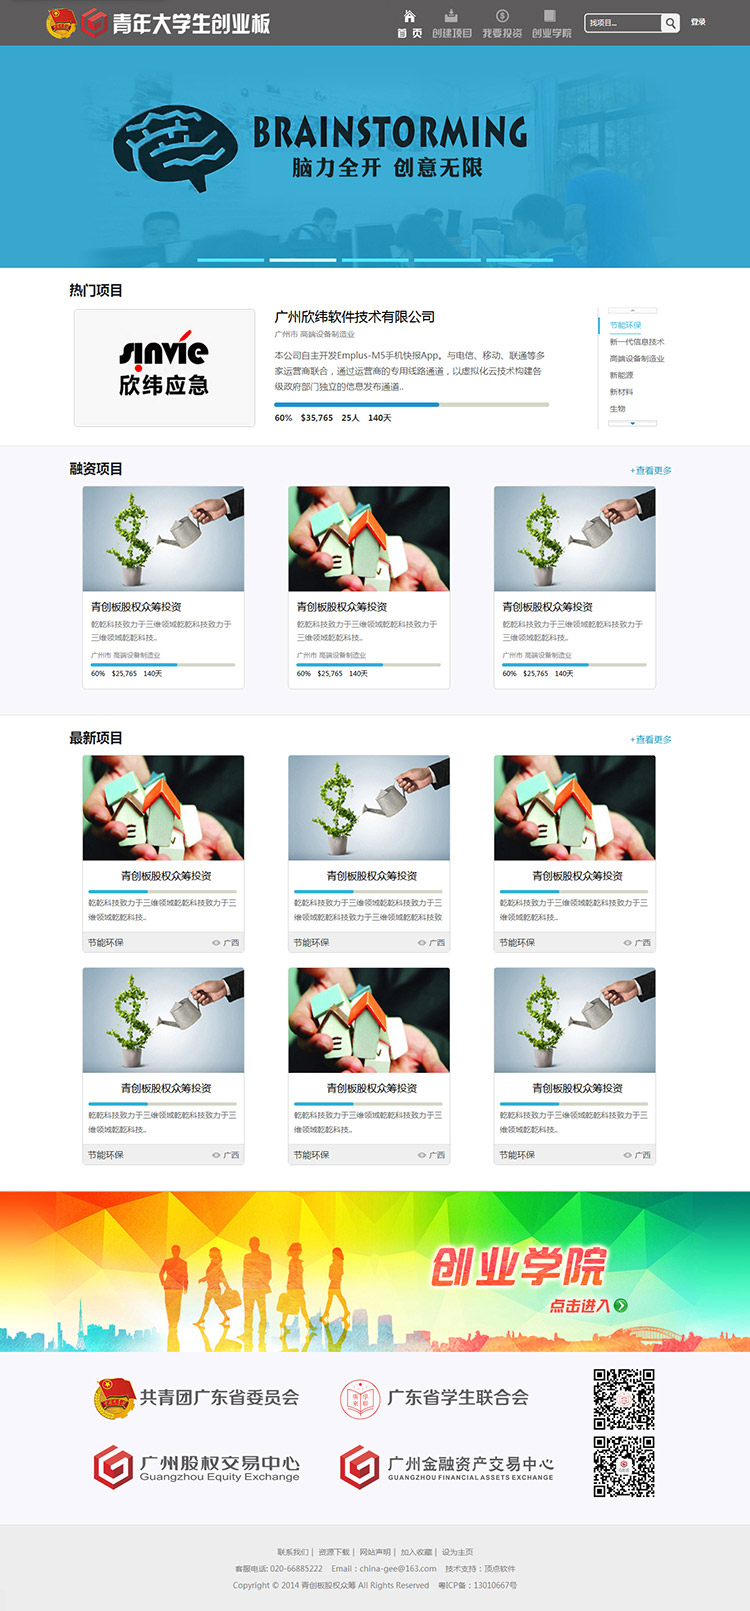 青年大学生创业板
首 页
创建项目
我要投资
创业学院
找项目...
登录
BRAINSTORMING
脑力全开 创意无限
热门项目
sinvie
欣纬应急
广州欣纬软件技术有限公司
广州市 高端设备制造业
本公司自主开发Emplus-M5手机快报App。与电信、移动、联通等多
家运营商联合，通过运营商的专用线路通道，以虚拟化云技术构建各
级政府部门独立的信息发布通道..
60% $35,765 25人 140天
节能环保
新一代信息技术
高端设备制造业
新能源
新材料
生物
融资项目
+查看更多
青创板股权众筹投资
乾乾科技致力于三维领域乾乾科技致力于
三维领域乾乾科技..
广州市 高端设备制造业
60% $25,765 140天
青创板股权众筹投资
乾乾科技致力于三维领域乾乾科技致力于
三维领域乾乾科技..
广州市 高端设备制造业
60% $25,765 140天
青创板股权众筹投资
乾乾科技致力于三维领域乾乾科技致力于
三维领域乾乾科技..
广州市 高端设备制造业
60% $25,765 140天
最新项目
+查看更多
青创板股权众筹投资
乾乾科技致力于三维领域乾乾科技致力于三
维领域乾乾科技..
节能环保 广西
青创板股权众筹投资
乾乾科技致力于三维领域乾乾科技致力于三
维领域乾乾科技致力于三维领域乾乾科技致
节能环保 广西
青创板股权众筹投资
乾乾科技致力于三维领域乾乾科技致力于三
维领域乾乾科技..
节能环保 广西
青创板股权众筹投资
乾乾科技致力于三维领域乾乾科技致力于三
维领域乾乾科技..
节能环保 广西
青创板股权众筹投资
乾乾科技致力于三维领域乾乾科技致力于三
维领域乾乾科技..
节能环保 广西
青创板股权众筹投资
乾乾科技致力于三维领域乾乾科技致力于三
维领域乾乾科技..
节能环保 广西
创业学院
点击进入
共青团广东省委员会
广东省学生联合会
广州股权交易中心
Guangzhou Equity Exchange
广州金融资产交易中心
GUANGZHOU FINANCIAL ASSETS EXCHANGE
联系我们 | 资源下载 | 网站声明 | 加入收藏 | 设为主页
客服电话: 020-66885222 Email : china-gee@163.com 技术支持 : 顶点软件
Copyright © 2014 青创板股权众筹 All Rights Reserved 粤ICP备 : 13010667号